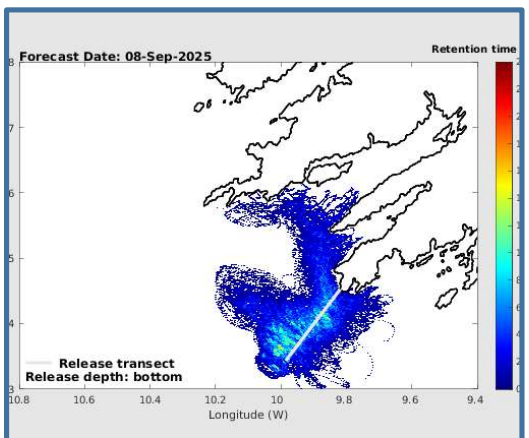 Retention time
Forecast Date: 08-Sep-2025
8
7
6
5
4
3
Release transect
Release depth: bottom
10.8 10.6 10.4 10.2 10 9.8 9.6 9.4
Longitude (W)